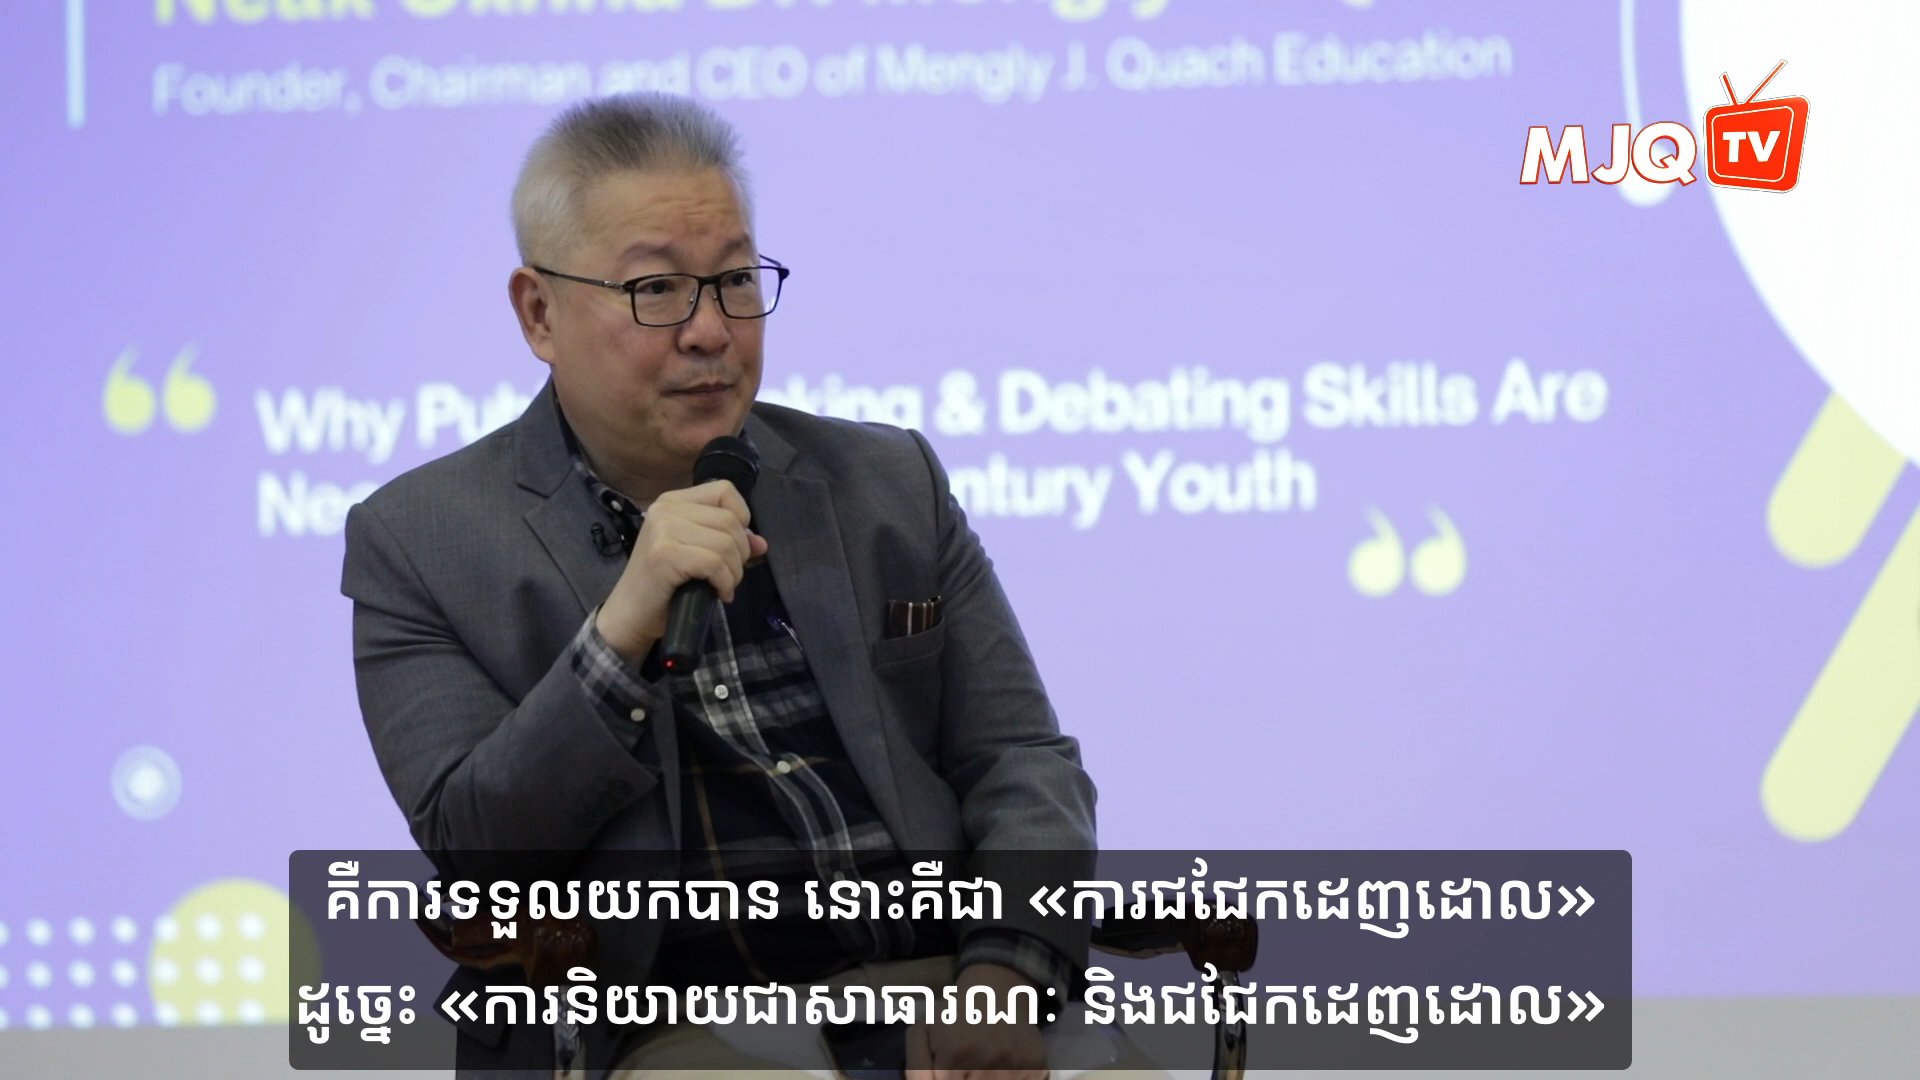 Founder, Chairman and CEO of Mengly J. Quach Education
MJQ TV
Why & Debating Skills Are
Youth
គឺការទទួលយកបាន នោះគឺជា «ការជជែកដេញដោល»
ដូច្នេះ «ការនិយាយជាសាធារណៈ និងជជែកដេញដោល»